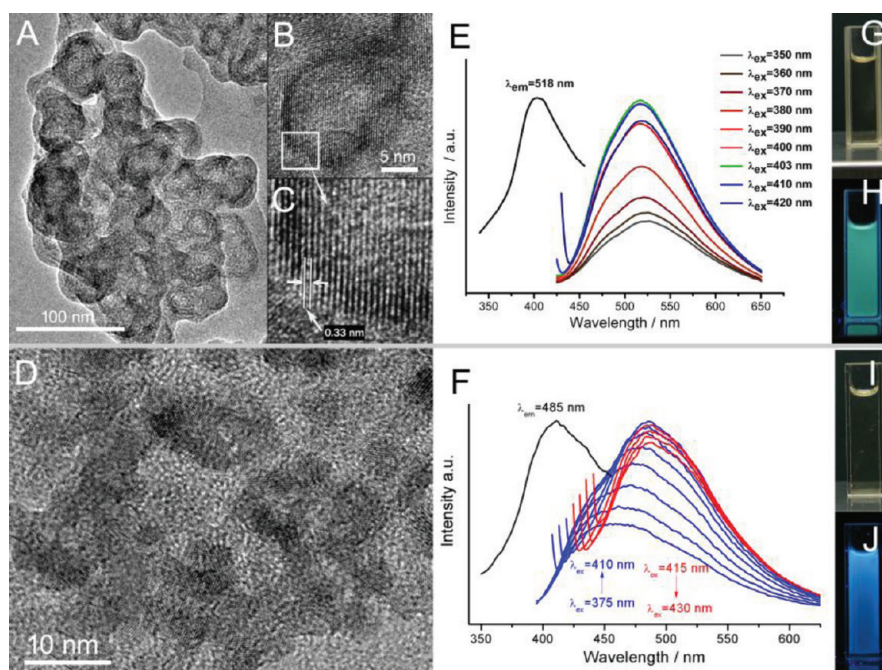 A
100 nm
B
5 nm
C
0.33 nm
E
λem=518 nm
λex=350 nm
λex=360 nm
λex=370 nm
λex=380 nm
λex=390 nm
λex=400 nm
λex=403 nm
λex=410 nm
λex=420 nm
Intensity / a.u.
350 400 450 500 550 600 650
Wavelength / nm
G
H
D
10 nm
F
λem=485 nm
Intensity a.u.
λex=410 nm
λex=375 nm
λex=415 nm
λex=430 nm
350 400 450 500 550 600
Wavelength / nm
I
J